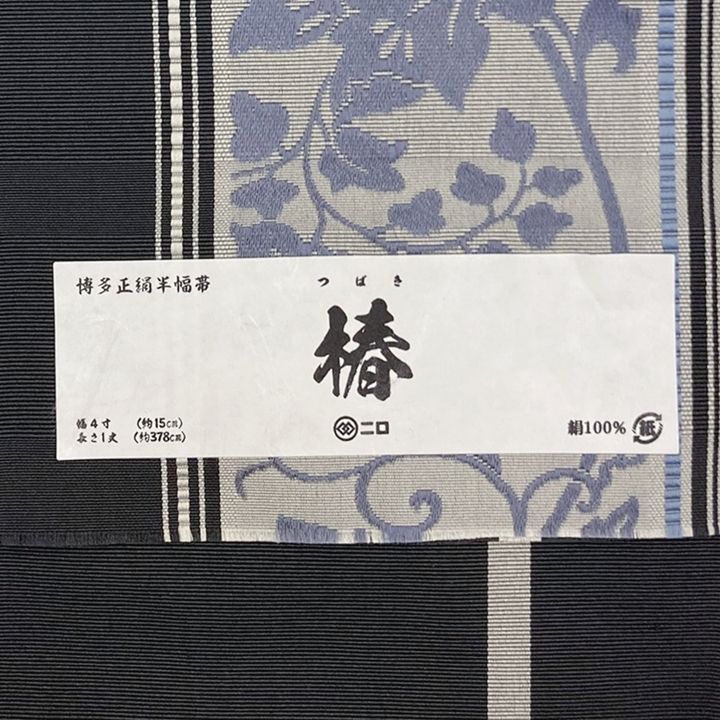 博多正絹半幅帯
つばき
椿
幅4寸 (約15cm)
長さ1丈 (約378cm)
二口
絹100%
紙